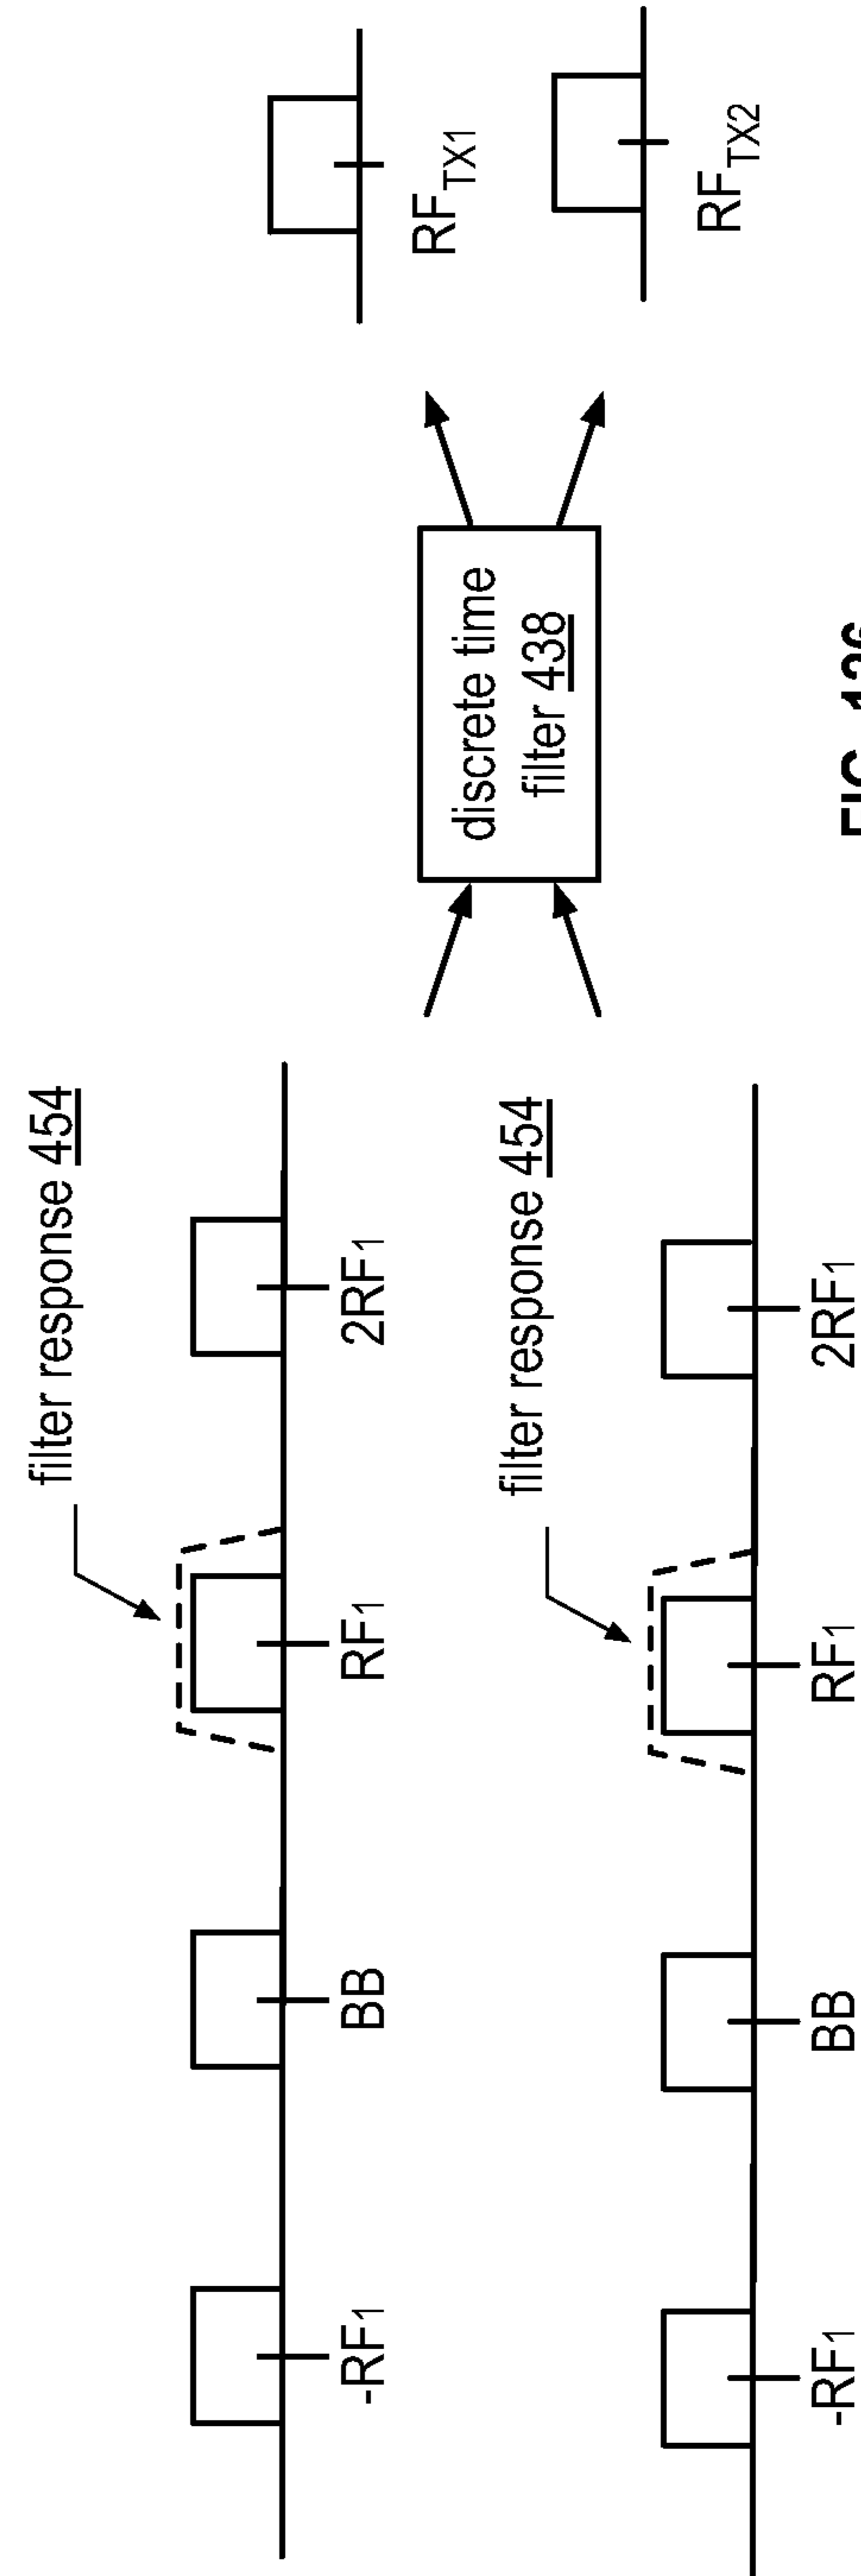 filter response 454
-RF1
BB
RF1
2RF1
filter response 454
-RF1
BB
RF1
2RF1
discrete time
filter 438
RFTX1
RFTX2